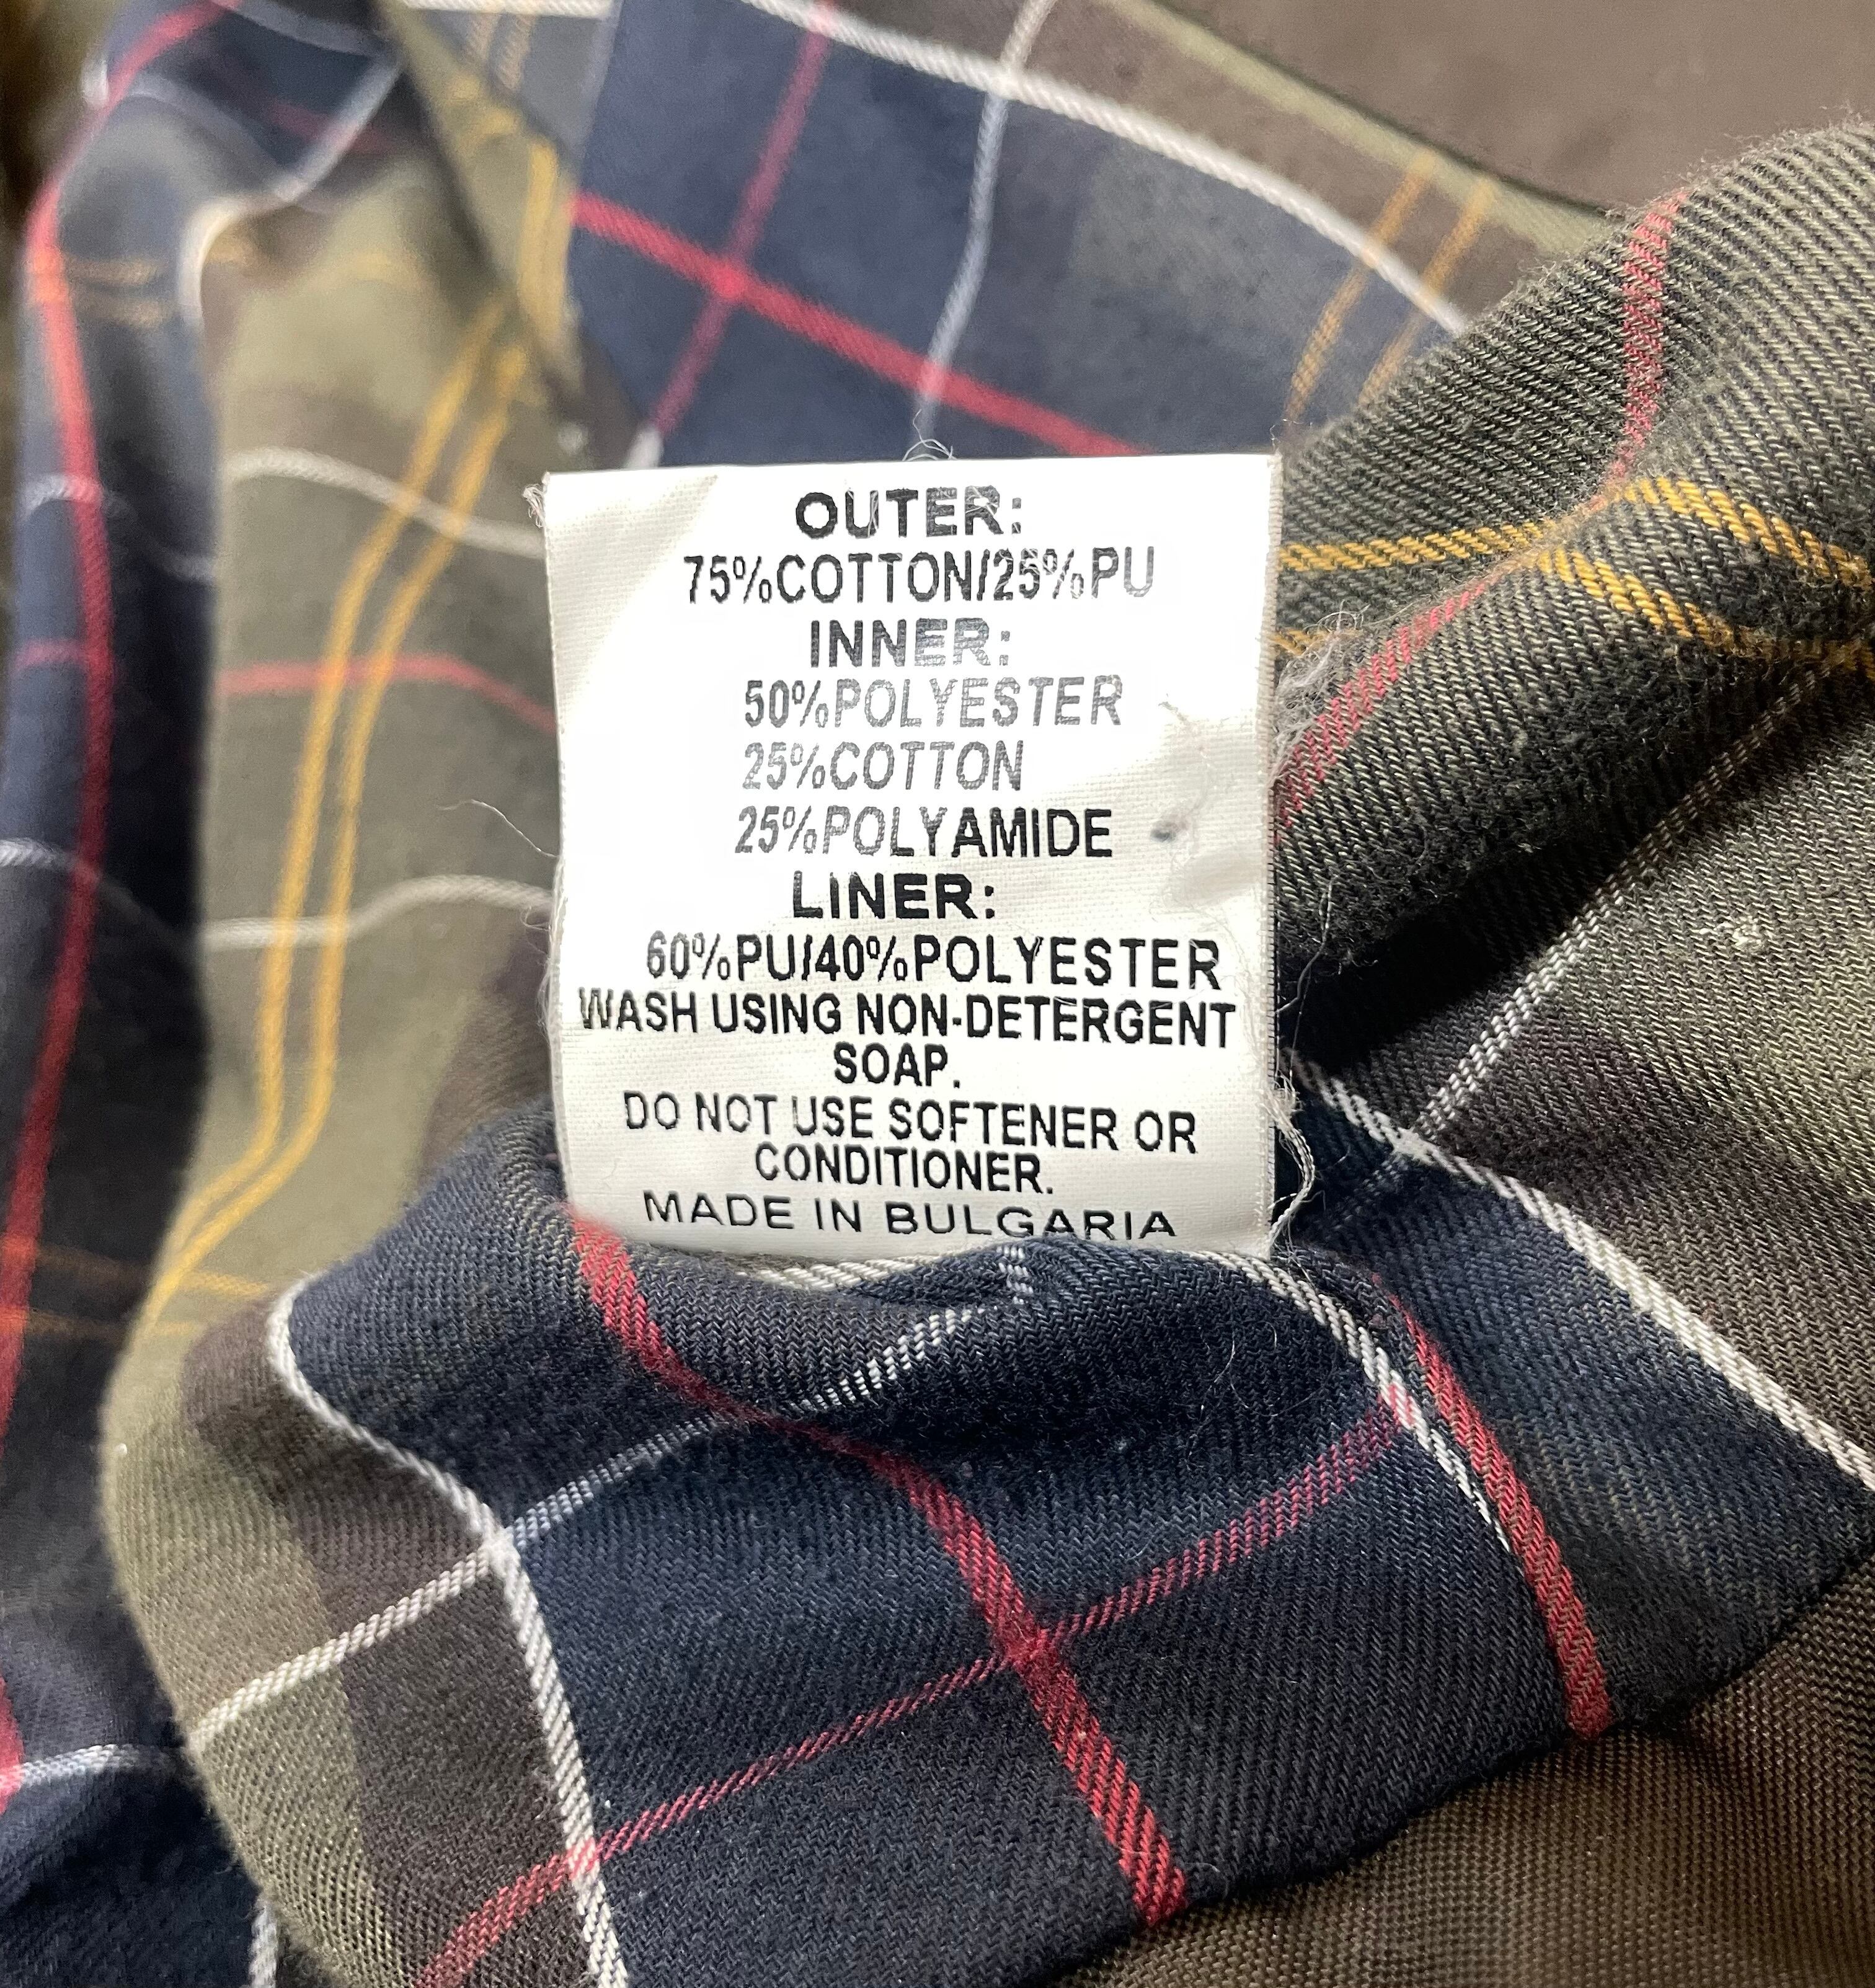 OUTER:
75%COTTON/25%PU
INNER:
50%POLYESTER
25%COTTON
25%POLYAMIDE
LINER:
60%PU/40%POLYESTER
WASH USING NON-DETERGENT
SOAP.
DO NOT USE SOFTENER OR
CONDITIONER.
MADE IN BULGARIA